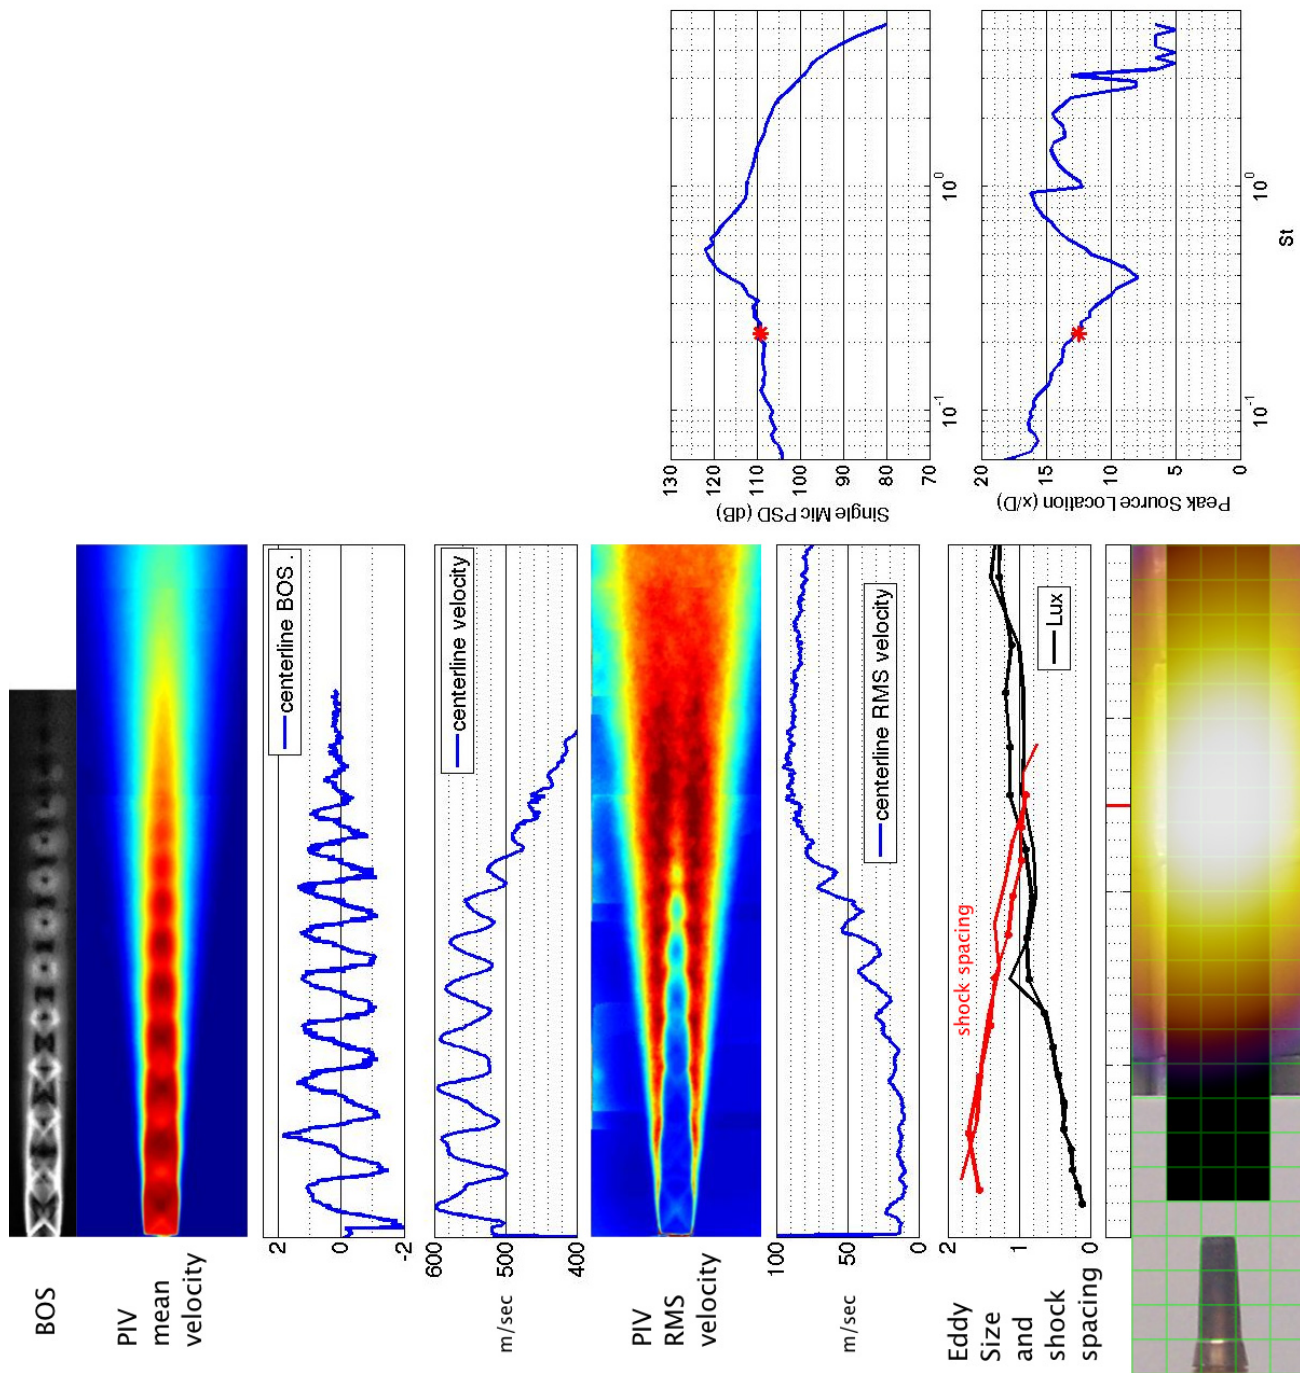 BOS
PIV
mean
velocity
centerline BOS .
2
0
-2
m/sec
centerline velocity
600
500
400
PIV
RMS
velocity
m/sec
centerline RMS velocity
100
50
0
Eddy
Size
and
shock
spacing
shock spacing
Lux
2
1
0
Single Mic PSD (dB)
130
120
110
100
90
80
70
10⁻¹
10⁰
Peak Source Location (x/D)
20
15
10
5
0
10⁻¹
10⁰
St